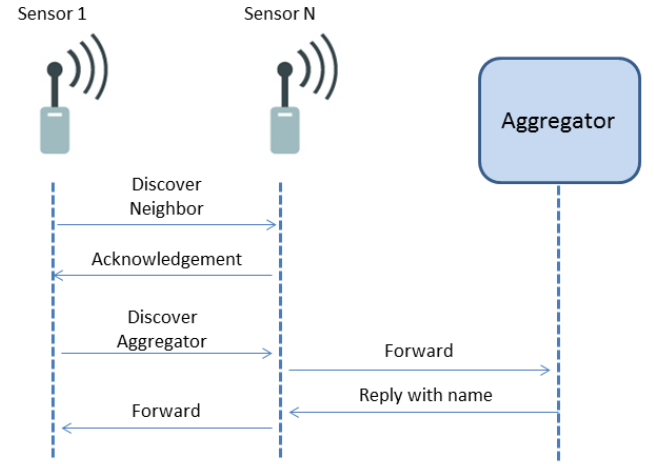 Sensor 1
Sensor N
Aggregator
Discover
Neighbor
Acknowledgement
Discover
Aggregator
Forward
Reply with name
Forward